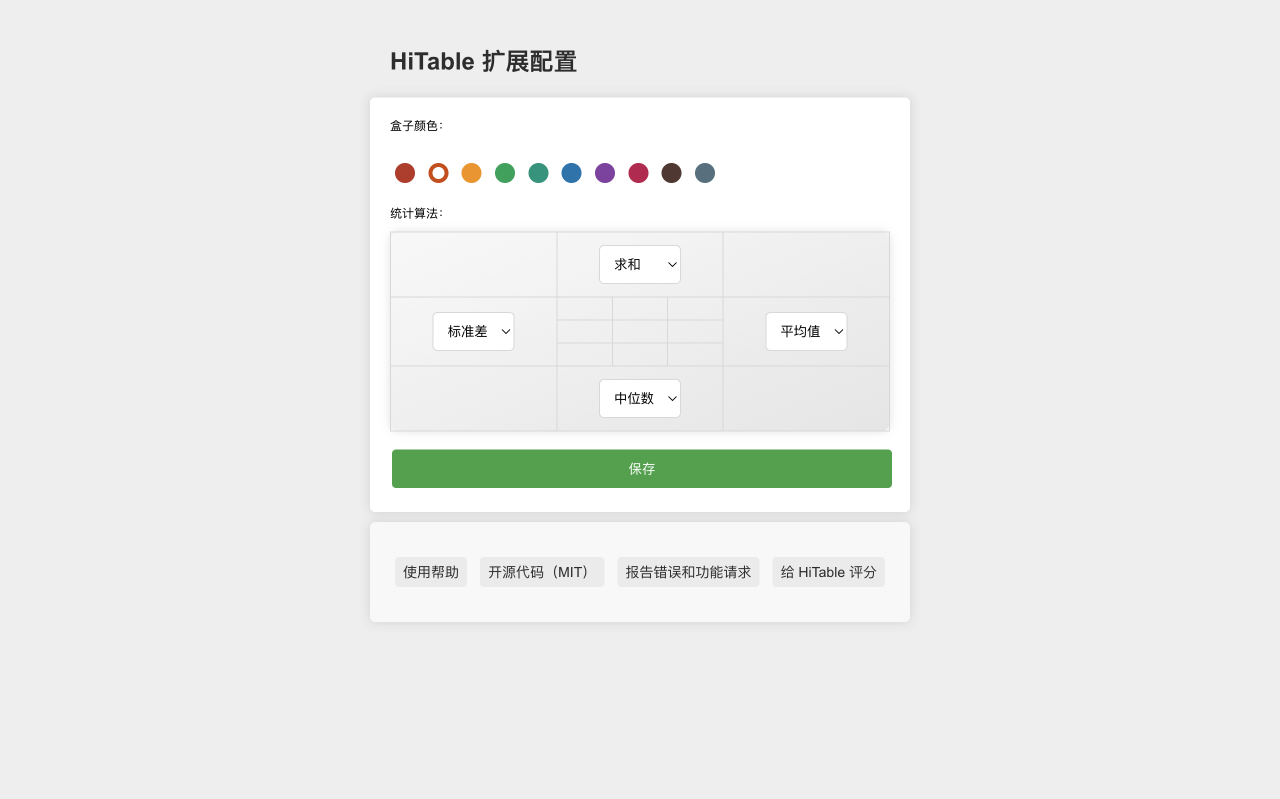 HiTable 扩展配置
盒子颜色：
统计算法：
求和
标准差
平均值
中位数
保存
使用帮助
开源代码（MIT）
报告错误和功能请求
给 HiTable 评分